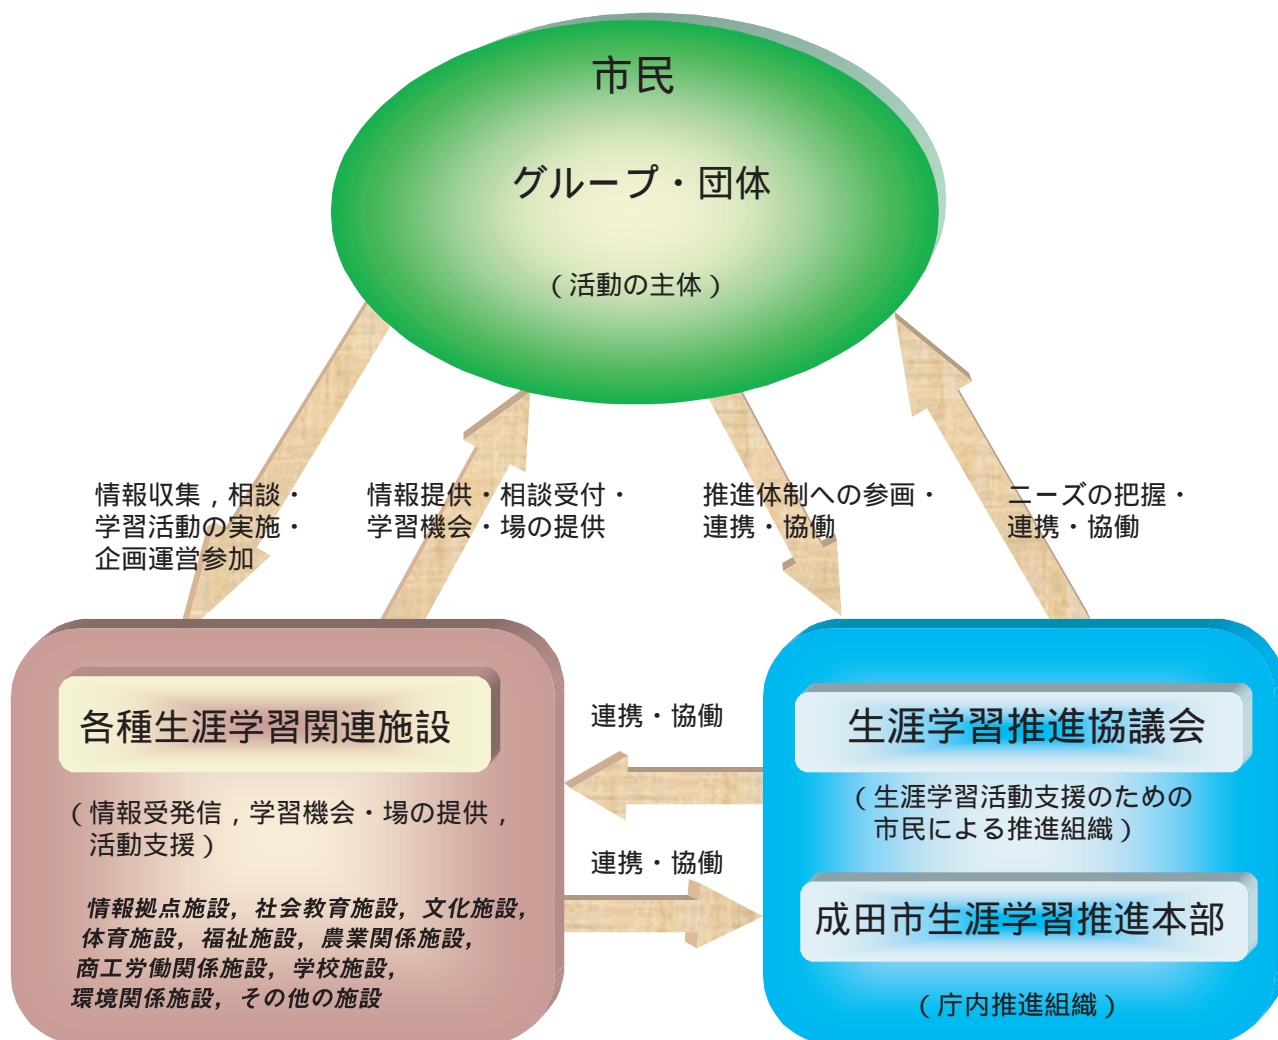 市民
グループ・団体
（活動の主体）
情報収集，相談・
学習活動の実施・
企画運営参加
情報提供・相談受付・
学習機会・場の提供
推進体制への参画・
連携・協働
ニーズの把握・
連携・協働
各種生涯学習関連施設
（情報受発信，学習機会・場の提供，
活動支援）
情報拠点施設，社会教育施設，文化施設，
体育施設，福祉施設，農業関係施設，
商工労働関係施設，学校施設，
環境関係施設，その他の施設
連携・協働
連携・協働
生涯学習推進協議会
（生涯学習活動支援のための
市民による推進組織）
成田市生涯学習推進本部
（庁内推進組織）